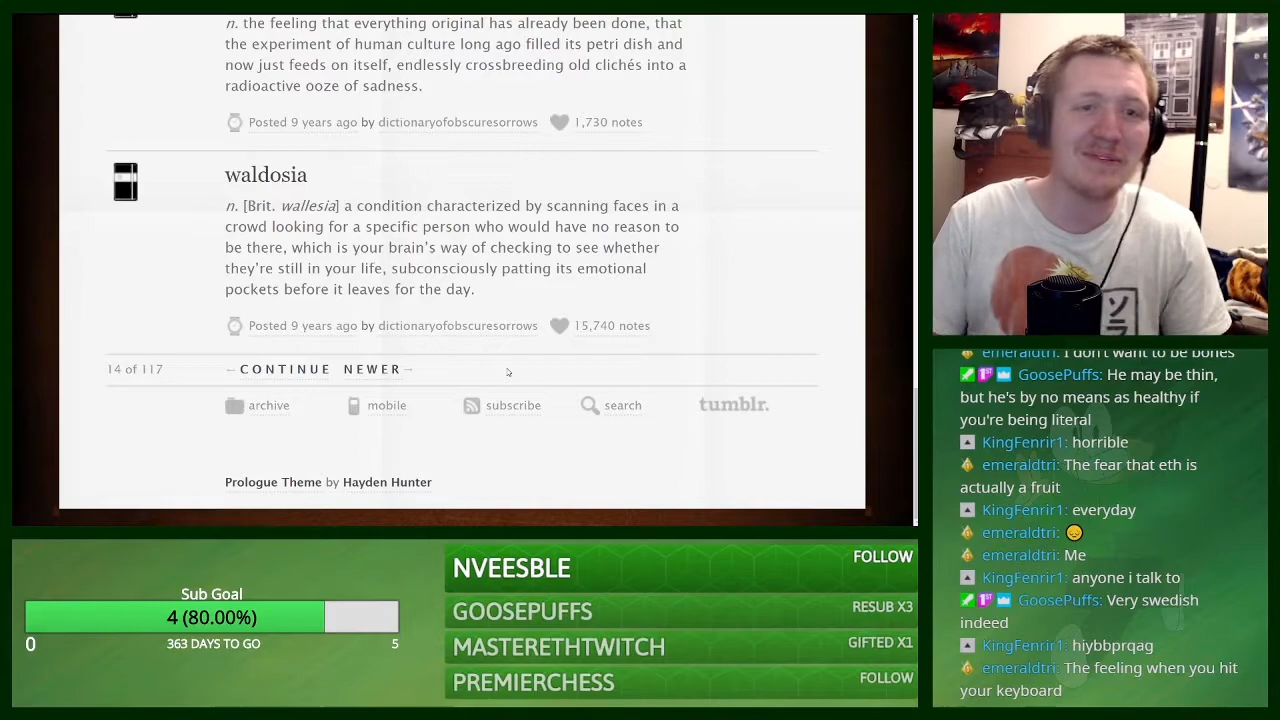 n. the feeling that everything original has already been done, that
the experiment of human culture long ago filled its petri dish and
now just feeds on itself, endlessly crossbreeding old clichés into a
radioactive ooze of sadness.
Posted 9 years ago by dictionaryofobscuresorrows 1,730 notes
waldosia
n. [Brit. wallesia] a condition characterized by scanning faces in a
crowd looking for a specific person who would have no reason to
be there, which is your brain’s way of checking to see whether
they’re still in your life, subconsciously patting its emotional
pockets before it leaves for the day.
Posted 9 years ago by dictionaryofobscuresorrows 15,740 notes
14 of 117 ←CONTINUE NEWER→
archive mobile subscribe search tumblr.
Prologue Theme by Hayden Hunter
Sub Goal
4 (80.00%)
0 363 DAYS TO GO 5
NVEESBLE FOLLOW
GOOSEPUFFS RESUB X3
MASTERETHTWITCH GIFTED X1
PREMIERCHESS FOLLOW
ソラ
emeraldtri: I don't want to be bones
GoosePuffs: He may be thin,
but he's by no means as healthy if
you're being literal
KingFenrir1: horrible
emeraldtri: The fear that eth is
actually a fruit
KingFenrir1: everyday
emeraldtri: 😔
emeraldtri: Me
KingFenrir1: anyone i talk to
GoosePuffs: Very swedish
indeed
KingFenrir1: hiybbprqag
emeraldtri: The feeling when you hit
your keyboard